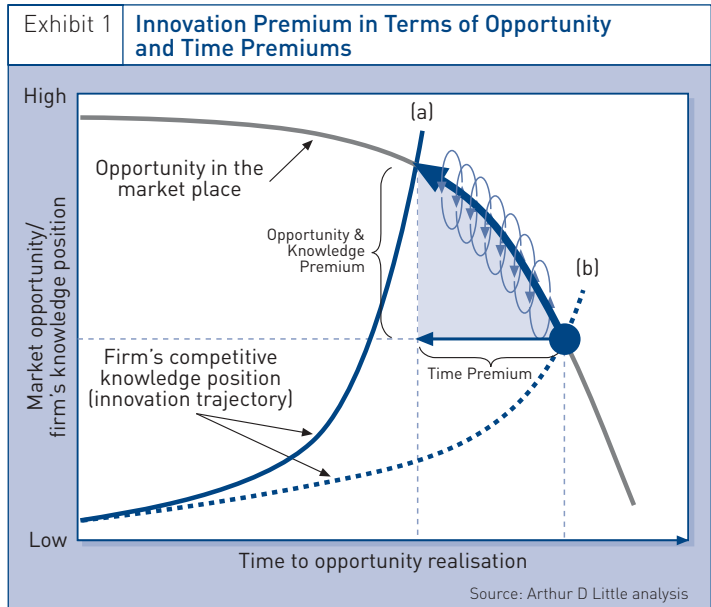 Exhibit 1
Innovation Premium in Terms of Opportunity
and Time Premiums
High
(a)
Opportunity in the
market place
Opportunity &
Knowledge
Premium
(b)
Market opportunity/
firm's knowledge position
Firm's competitive
knowledge position
(innovation trajectory)
Time Premium
Low
Time to opportunity realisation
Source: Arthur D Little analysis